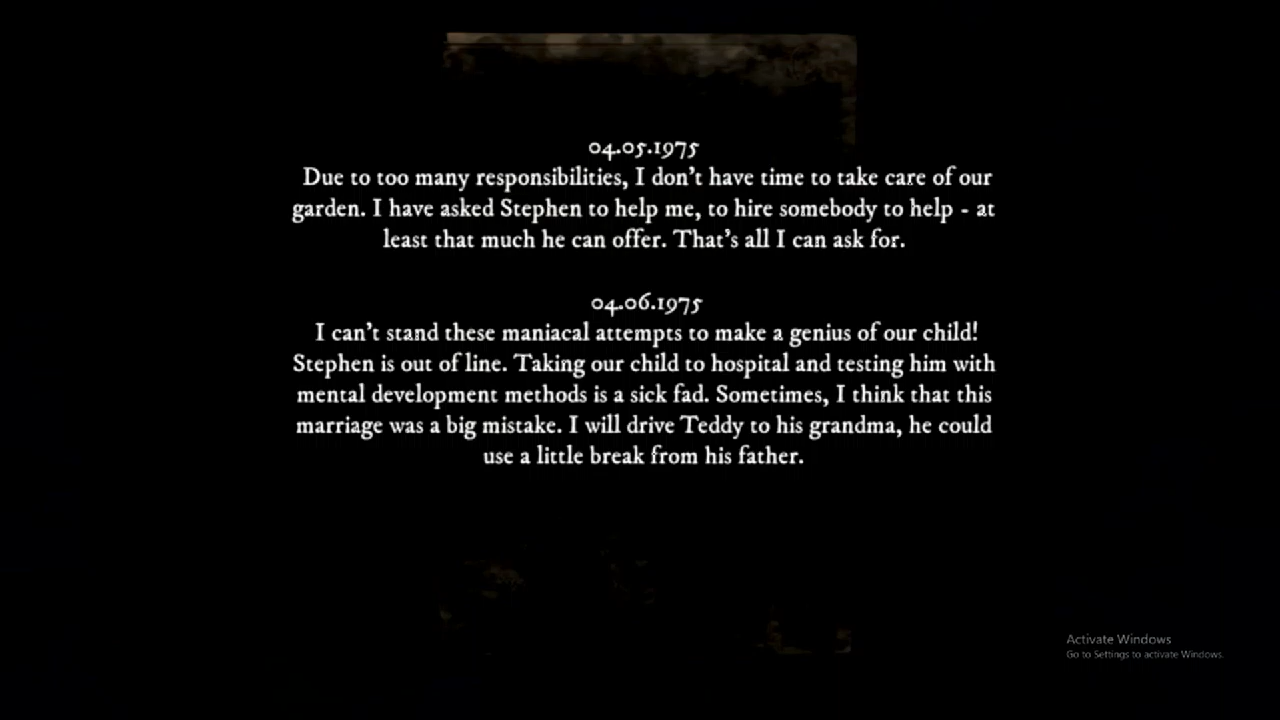 04.05.1975
Due to too many responsibilities, I don't have time to take care of our
garden. I have asked Stephen to help me, to hire somebody to help - at
least that much he can offer. That's all I can ask for.
04.06.1975
I can't stand these maniacal attempts to make a genius of our child!
Stephen is out of line. Taking our child to hospital and testing him with
mental development methods is a sick fad. Sometimes, I think that this
marriage was a big mistake. I will drive Teddy to his grandma, he could
use a little break from his father.
Activate Windows
Go to Settings to activate Windows.